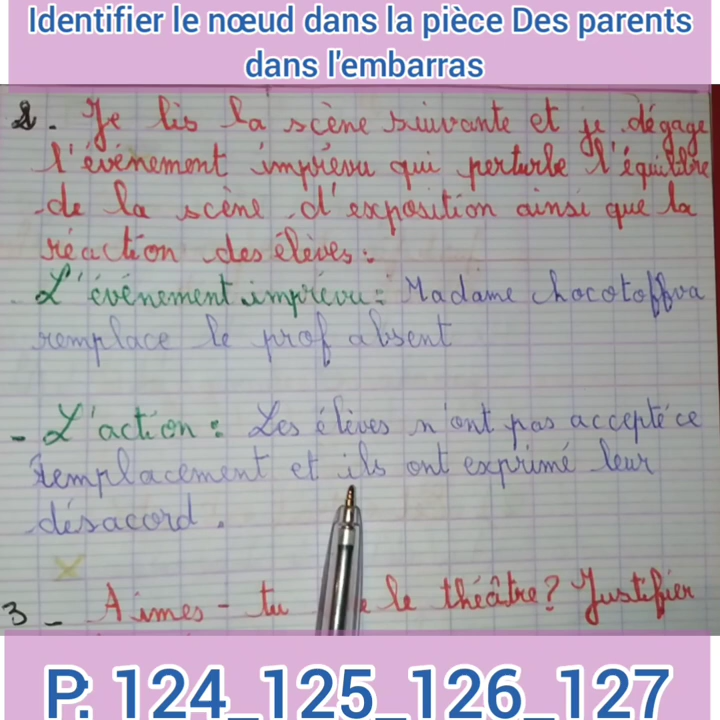 Identifier le nœud dans la pièce Des parents
dans l'embarras
2. Je lis la scène suivante et je dégage
l'évènement imprévu qui perturbe l'équilibre
de la scène d'exposition ainsi que la
réaction des élèves :
- L'évènement imprévu : Madame chocotoffva
remplace le prof absent
- L'action : Les élèves n'ont pas accepté ce
remplacement et ils ont exprimé leur
désacord.
3 - Aimes-tu le théâtre? Justifier
P. 124_125_126_127